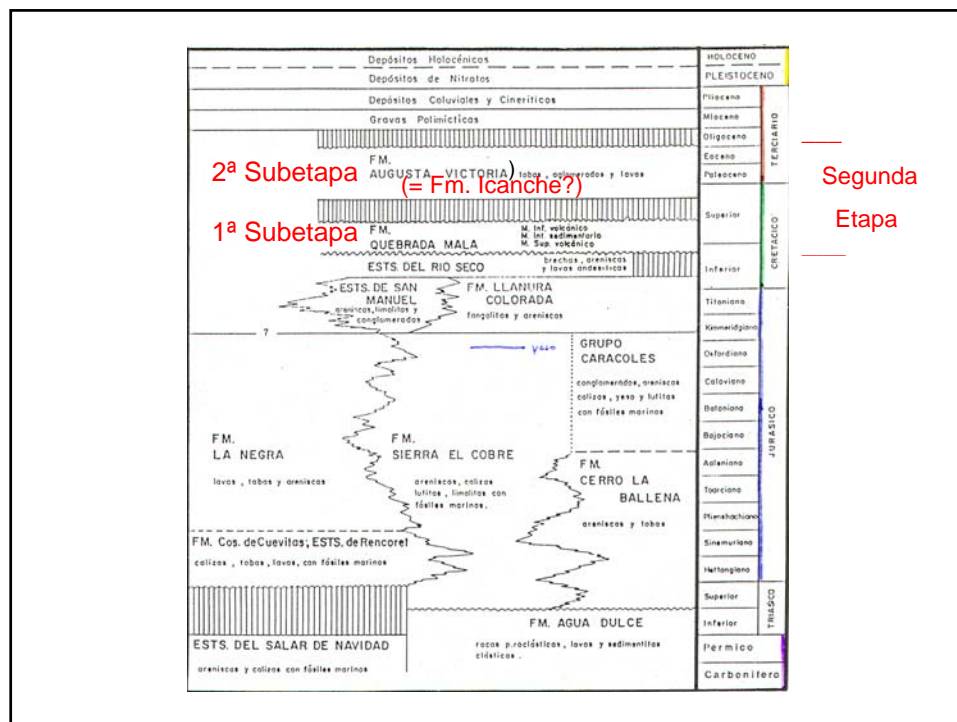 Depósitos Holocénicos
HOLOCENO
Depósitos de Nitratos
PLEISTOCENO
Depósitos Coluviales y Cineríticos
Plioceno
Gravas Polimícticas
Mioceno
Oligoceno
TERCIARIO
2ª Subetapa
FM.
AUGUSTA VICTORIA) tobas, aglomerados y lavas
(= Fm. Icanche?)
Eoceno
Paleoceno
Segunda
Etapa
1ª Subetapa
FM.
QUEBRADA MALA
M. Inf. volcánico
M. Int. sedimentario
M. Sup. volcánico
Superior
CRETACICO
ESTS. DEL RIO SECO
brechas, areniscas
y lavas andesíticas
Inferior
ESTS. DE SAN
MANUEL
areniscas, limolitas y
conglomerados
FM. LLANURA
COLORADA
fangolitas y areniscas
Titoniano
?
Kimmeridgiano
yeso
GRUPO
CARACOLES
conglomerados, areniscas
calizas, yeso y lutitas
con fósiles marinos
Oxfordiano
Caloviano
Batoniano
Bajociano
JURASICO
FM.
LA NEGRA
lavas, tobas y areniscas
FM.
SIERRA EL COBRE
areniscas, calizas
lutitas, limolitas con
fósiles marinos.
FM.
CERRO LA
BALLENA
areniscas y tobas
Aaleniano
Toarciano
Pliensbachiano
Sinemuriano
FM. Cos. de Cuevitas; ESTS. de Rencoret
calizas, tobas, lavas, con fósiles marinos
Hettangiano
Superior
TRIASICO
Inferior
FM. AGUA DULCE
rocas p.roclásticas, lavas y sedimentitas
clásticas.
ESTS. DEL SALAR DE NAVIDAD
areniscas y calizas con fósiles marinos
Permico
Carbonífero